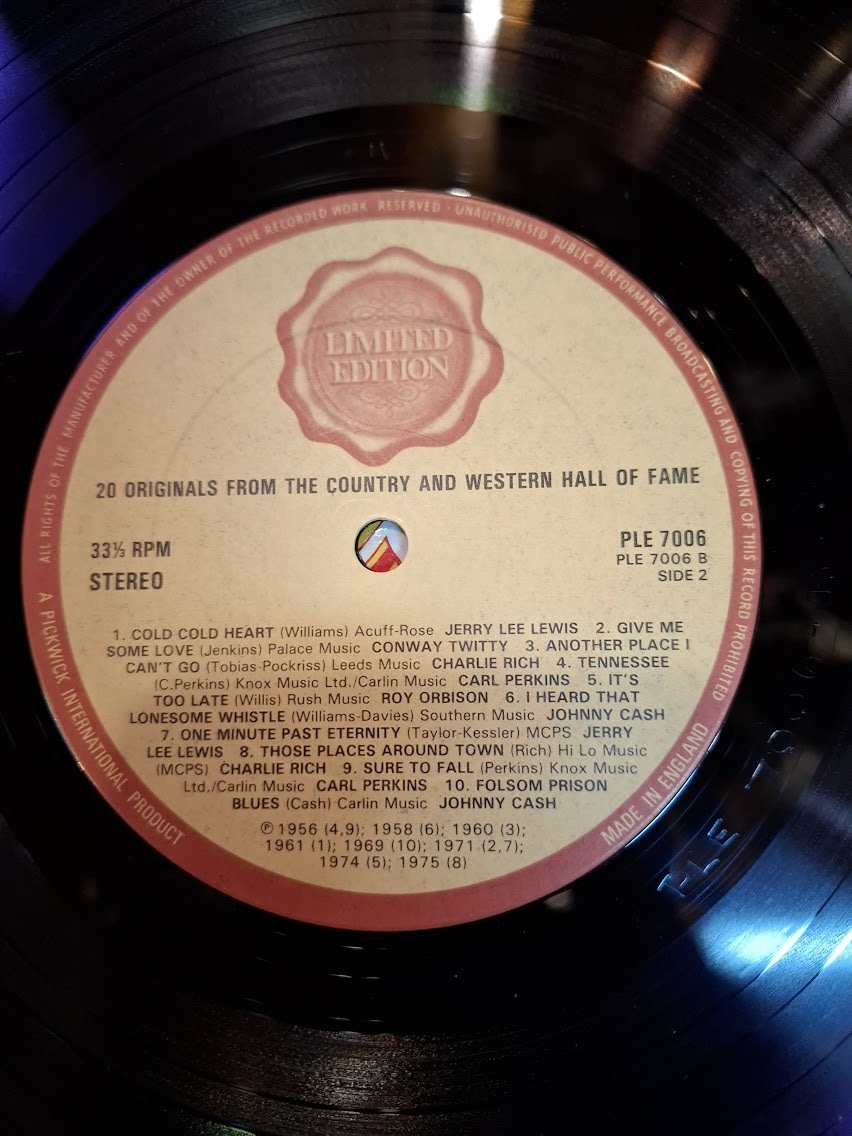 ALL RIGHTS OF THE MANUFACTURER AND OF THE OWNER OF THE RECORDED WORK RESERVED · UNAUTHORISED PUBLIC PERFORMANCE BROADCASTING AND COPYING OF THIS RECORD PROHIBITED
LIMITED
EDITION
20 ORIGINALS FROM THE COUNTRY AND WESTERN HALL OF FAME
33⅓ RPM
STEREO
PLE 7006
PLE 7006 B
SIDE 2
1. COLD COLD HEART (Williams) Acuff-Rose JERRY LEE LEWIS 2. GIVE ME
SOME LOVE (Jenkins) Palace Music CONWAY TWITTY 3. ANOTHER PLACE I
CAN'T GO (Tobias-Pockriss) Leeds Music CHARLIE RICH 4. TENNESSEE
(C.Perkins) Knox Music Ltd./Carlin Music CARL PERKINS 5. IT'S
TOO LATE (Willis) Rush Music ROY ORBISON 6. I HEARD THAT
LONESOME WHISTLE (Williams-Davies) Southern Music JOHNNY CASH
7. ONE MINUTE PAST ETERNITY (Taylor-Kessler) MCPS JERRY
LEE LEWIS 8. THOSE PLACES AROUND TOWN (Rich) Hi Lo Music
(MCPS) CHARLIE RICH 9. SURE TO FALL (Perkins) Knox Music
Ltd./Carlin Music CARL PERKINS 10. FOLSOM PRISON
BLUES (Cash) Carlin Music JOHNNY CASH
℗ 1956 (4,9); 1958 (6); 1960 (3);
1961 (1); 1969 (10); 1971 (2,7);
1974 (5); 1975 (8)
A PICKWICK INTERNATIONAL PRODUCT
MADE IN ENGLAND
PLE